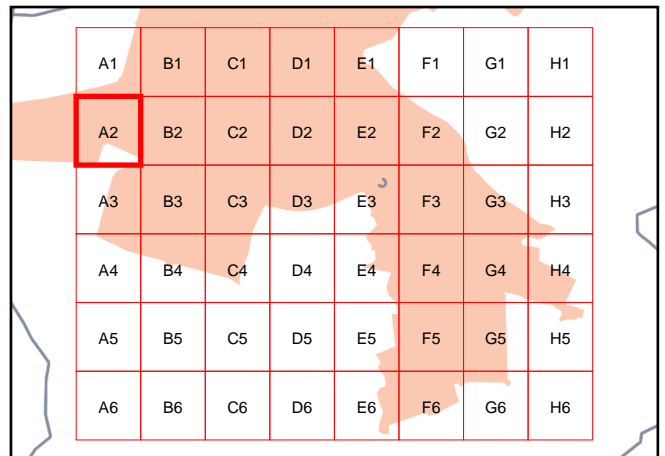 A1 B1 C1 D1 E1 F1 G1 H1
A2 B2 C2 D2 E2 F2 G2 H2
A3 B3 C3 D3 E3 F3 G3 H3
A4 B4 C4 D4 E4 F4 G4 H4
A5 B5 C5 D5 E5 F5 G5 H5
A6 B6 C6 D6 E6 F6 G6 H6